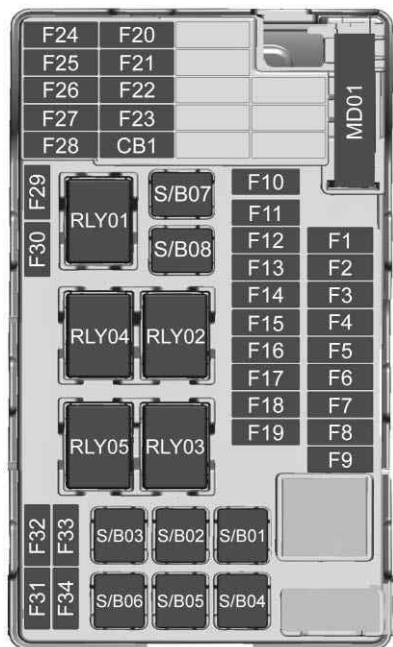 F24 F20
F25 F21
F26 F22
F27 F23
F28 CB1
MD01
F29
F30
RLY01
S/B07
S/B08
F10
F11
F12 F1
F13 F2
F14 F3
F15 F4
F16 F5
F17 F6
F18 F7
F19 F8
F9
RLY04 RLY02
RLY05 RLY03
F32 F33
F31 F34
S/B03 S/B02 S/B01
S/B06 S/B05 S/B04